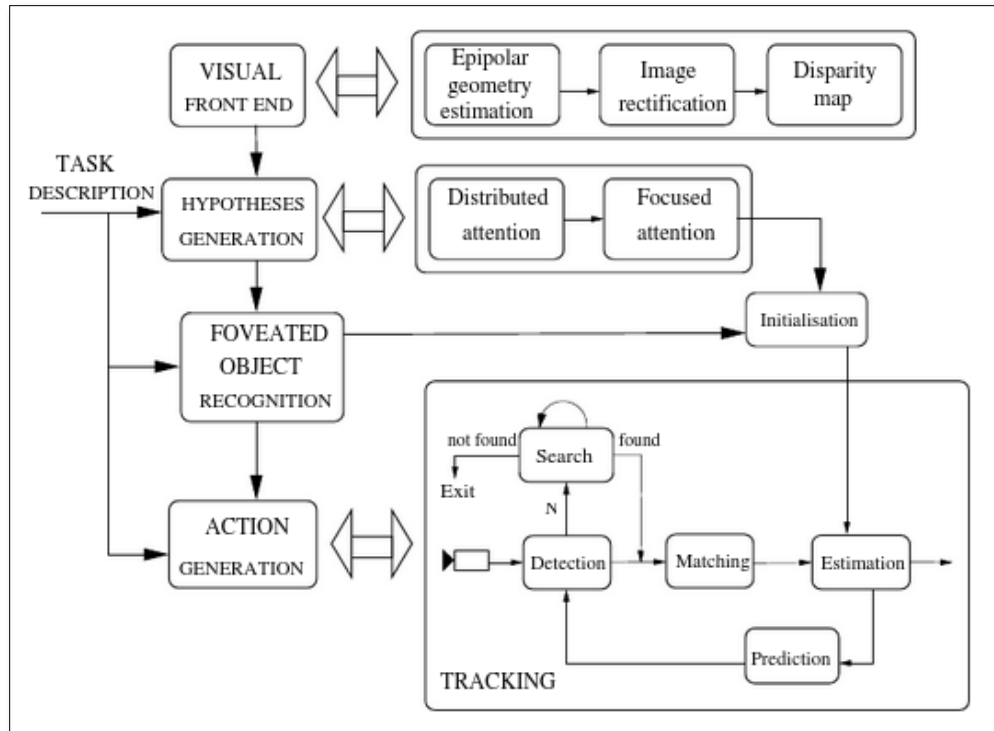 VISUAL
FRONT END
Epipolar
geometry
estimation
Image
rectification
Disparity
map
TASK
DESCRIPTION
HYPOTHESES
GENERATION
Distributed
attention
Focused
attention
FOVEATED
OBJECT
RECOGNITION
Initialisation
not found
found
Search
Exit
N
ACTION
GENERATION
Detection
Matching
Estimation
Prediction
TRACKING